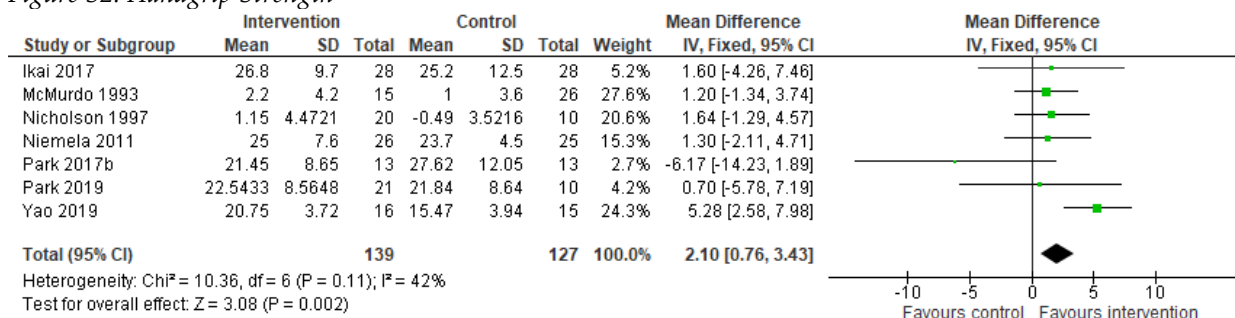 Figure S2. Handgrip Strength
Intervention Control Mean Difference Mean Difference
Study or Subgroup Mean SD Total Mean SD Total Weight IV, Fixed, 95% CI IV, Fixed, 95% CI
Ikai 2017 26.8 9.7 28 25.2 12.5 28 5.2% 1.60 [-4.26, 7.46]
McMurdo 1993 2.2 4.2 15 1 3.6 26 27.6% 1.20 [-1.34, 3.74]
Nicholson 1997 1.15 4.4721 20 -0.49 3.5216 10 20.6% 1.64 [-1.29, 4.57]
Niemela 2011 25 7.6 26 23.7 4.5 25 15.3% 1.30 [-2.11, 4.71]
Park 2017b 21.45 8.65 13 27.62 12.05 13 2.7% -6.17 [-14.23, 1.89]
Park 2019 22.5433 8.5648 21 21.84 8.64 10 4.2% 0.70 [-5.78, 7.19]
Yao 2019 20.75 3.72 16 15.47 3.94 15 24.3% 5.28 [2.58, 7.98]
Total (95% CI) 139 127 100.0% 2.10 [0.76, 3.43]
Heterogeneity: Chi² = 10.36, df = 6 (P = 0.11); I² = 42%
Test for overall effect: Z = 3.08 (P = 0.002)
-10 -5 0 5 10
Favours control Favours intervention